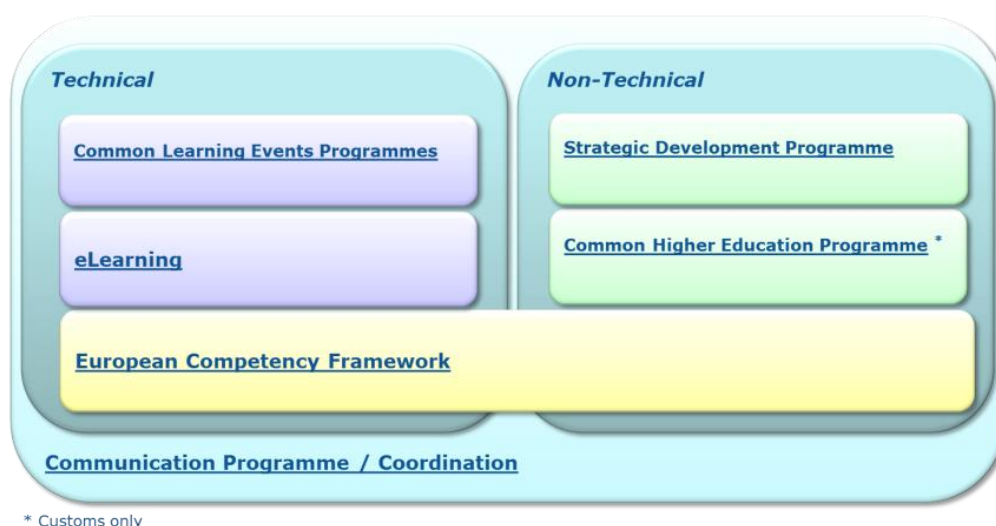 Technical
Common Learning Events Programmes
eLearning
Non-Technical
Strategic Development Programme
Common Higher Education Programme *
European Competency Framework
Communication Programme / Coordination
* Customs only